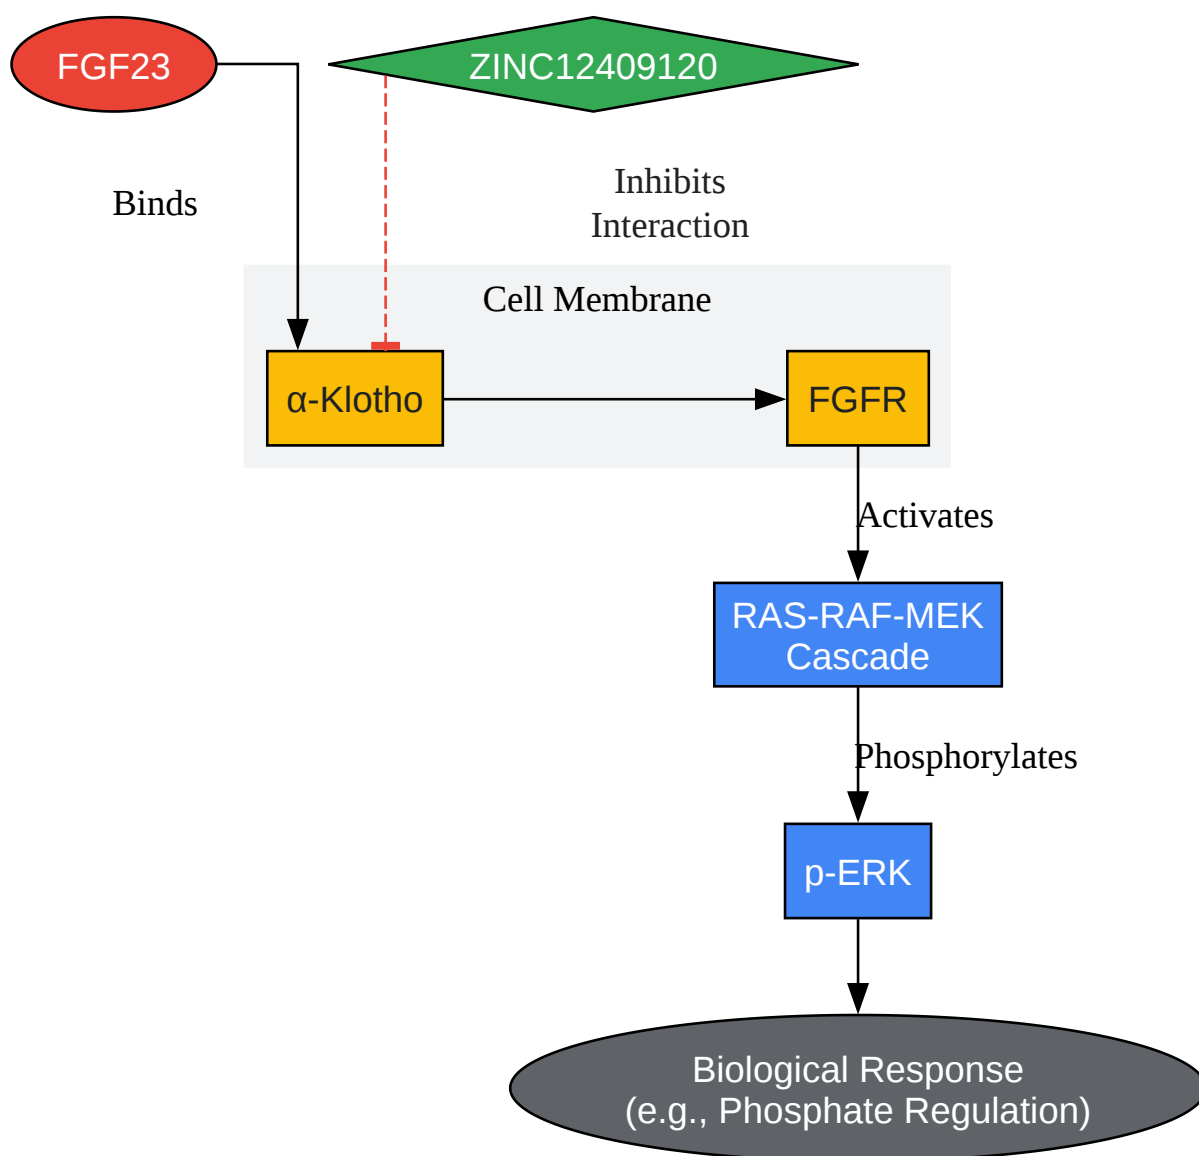 FGF23
ZINC12409120
Binds
Inhibits
Interaction
Cell Membrane
α-Klotho
FGFR
Activates
RAS-RAF-MEK
Cascade
Phosphorylates
p-ERK
Biological Response
(e.g., Phosphate Regulation)